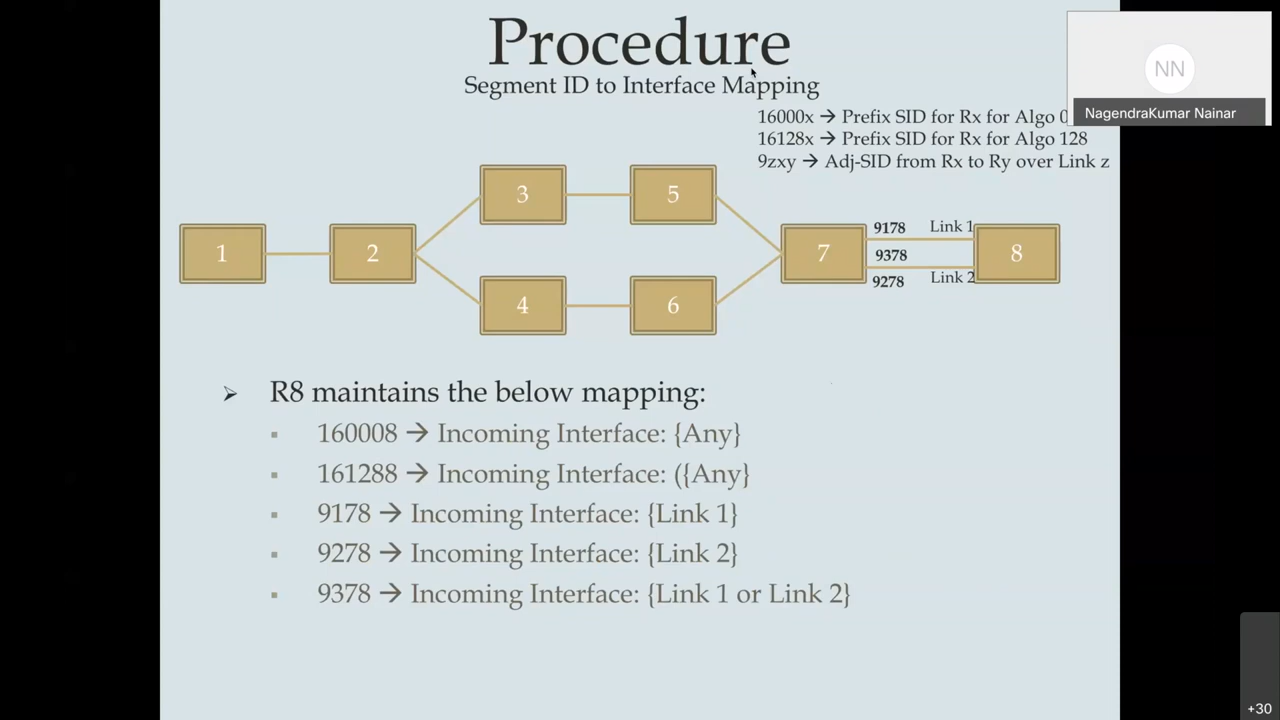 Procedure
Segment ID to Interface Mapping
NN
NagendraKumar Nainar
16000x → Prefix SID for Rx for Algo 0
16128x → Prefix SID for Rx for Algo 128
9zxy → Adj-SID from Rx to Ry over Link z
3
5
1
2
7
8
4
6
9178
Link 1
9378
9278
Link 2
➢ R8 maintains the below mapping:
▪ 160008 → Incoming Interface: {Any}
▪ 161288 → Incoming Interface: ({Any}
▪ 9178 → Incoming Interface: {Link 1}
▪ 9278 → Incoming Interface: {Link 2}
▪ 9378 → Incoming Interface: {Link 1 or Link 2}
+30